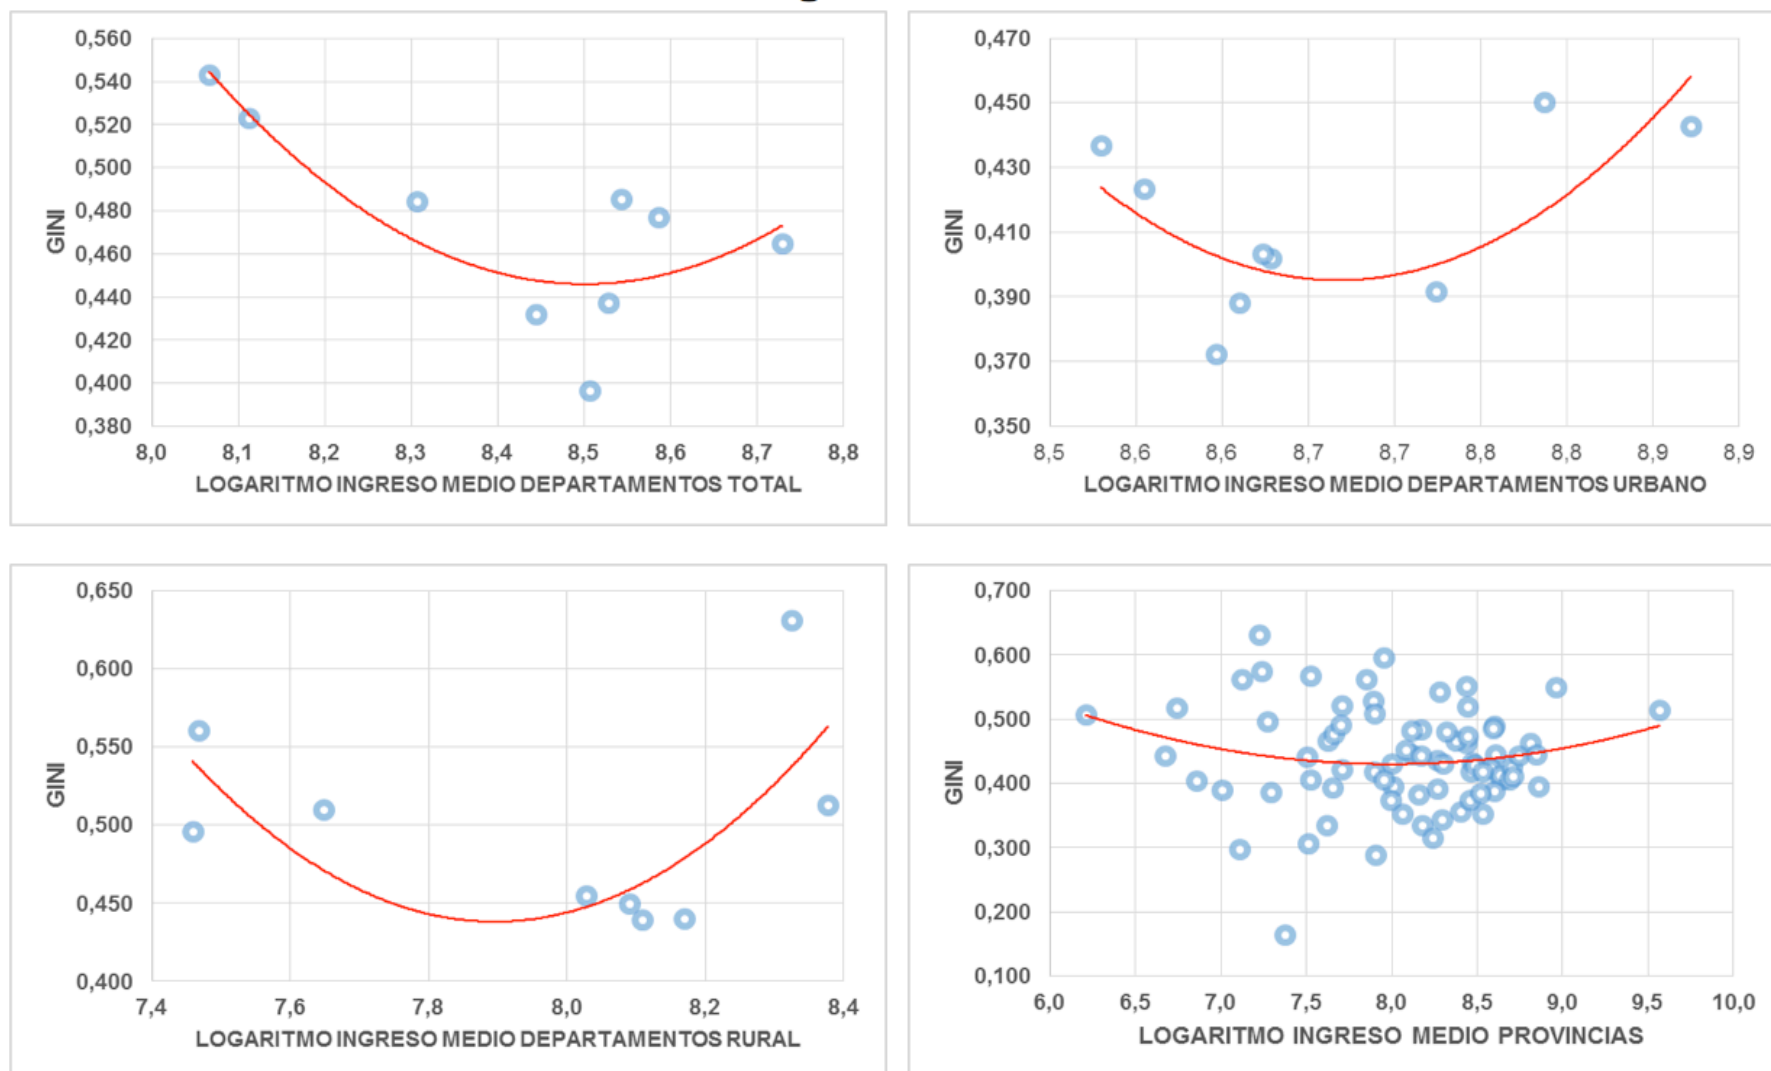 0,560
0,540
0,520
0,500
0,480
0,460
0,440
0,420
0,400
0,380
GINI
8,0 8,1 8,2 8,3 8,4 8,5 8,6 8,7 8,8
LOGARITMO INGRESO MEDIO DEPARTAMENTOS TOTAL
0,470
0,450
0,430
0,410
0,390
0,370
0,350
GINI
8,5 8,6 8,6 8,7 8,7 8,8 8,8 8,9 8,9
LOGARITMO INGRESO MEDIO DEPARTAMENTOS URBANO
0,650
0,600
0,550
0,500
0,450
0,400
GINI
7,4 7,6 7,8 8,0 8,2 8,4
LOGARITMO INGRESO MEDIO DEPARTAMENTOS RURAL
0,700
0,600
0,500
0,400
0,300
0,200
0,100
GINI
6,0 6,5 7,0 7,5 8,0 8,5 9,0 9,5 10,0
LOGARITMO INGRESO MEDIO PROVINCIAS